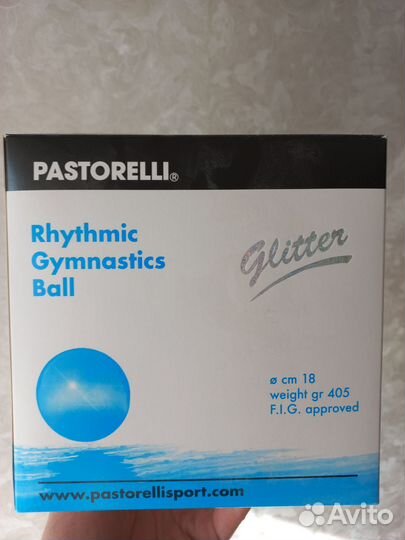 PASTORELLI®
Rhythmic
Gymnastics
Ball
Glitter
ø cm 18
weight gr 405
F.I.G. approved
www.pastorellisport.com
Avito